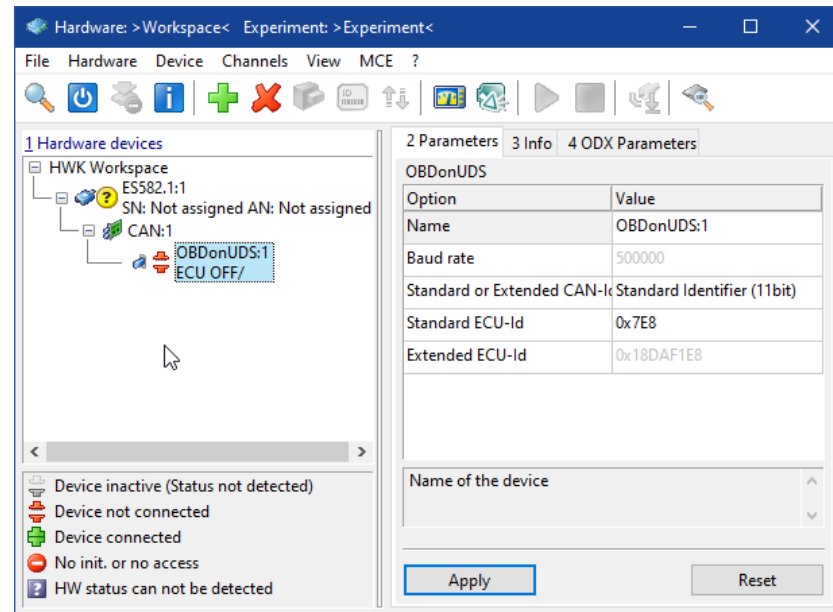 Hardware: >Workspace<   Experiment: >Experiment<
File Hardware Device Channels View MCE ?
1 Hardware devices
HWK Workspace
ES582.1:1
SN: Not assigned AN: Not assigned
CAN:1
OBDonUDS:1
ECU OFF/
Device inactive (Status not detected)
Device not connected
Device connected
No init. or no access
HW status can not be detected
2 Parameters 3 Info 4 ODX Parameters
OBDonUDS
Option Value
Name OBDonUDS:1
Baud rate 500000
Standard or Extended CAN-Id Standard Identifier (11bit)
Standard ECU-Id 0x7E8
Extended ECU-Id 0x18DAF1E8
Name of the device
Apply Reset